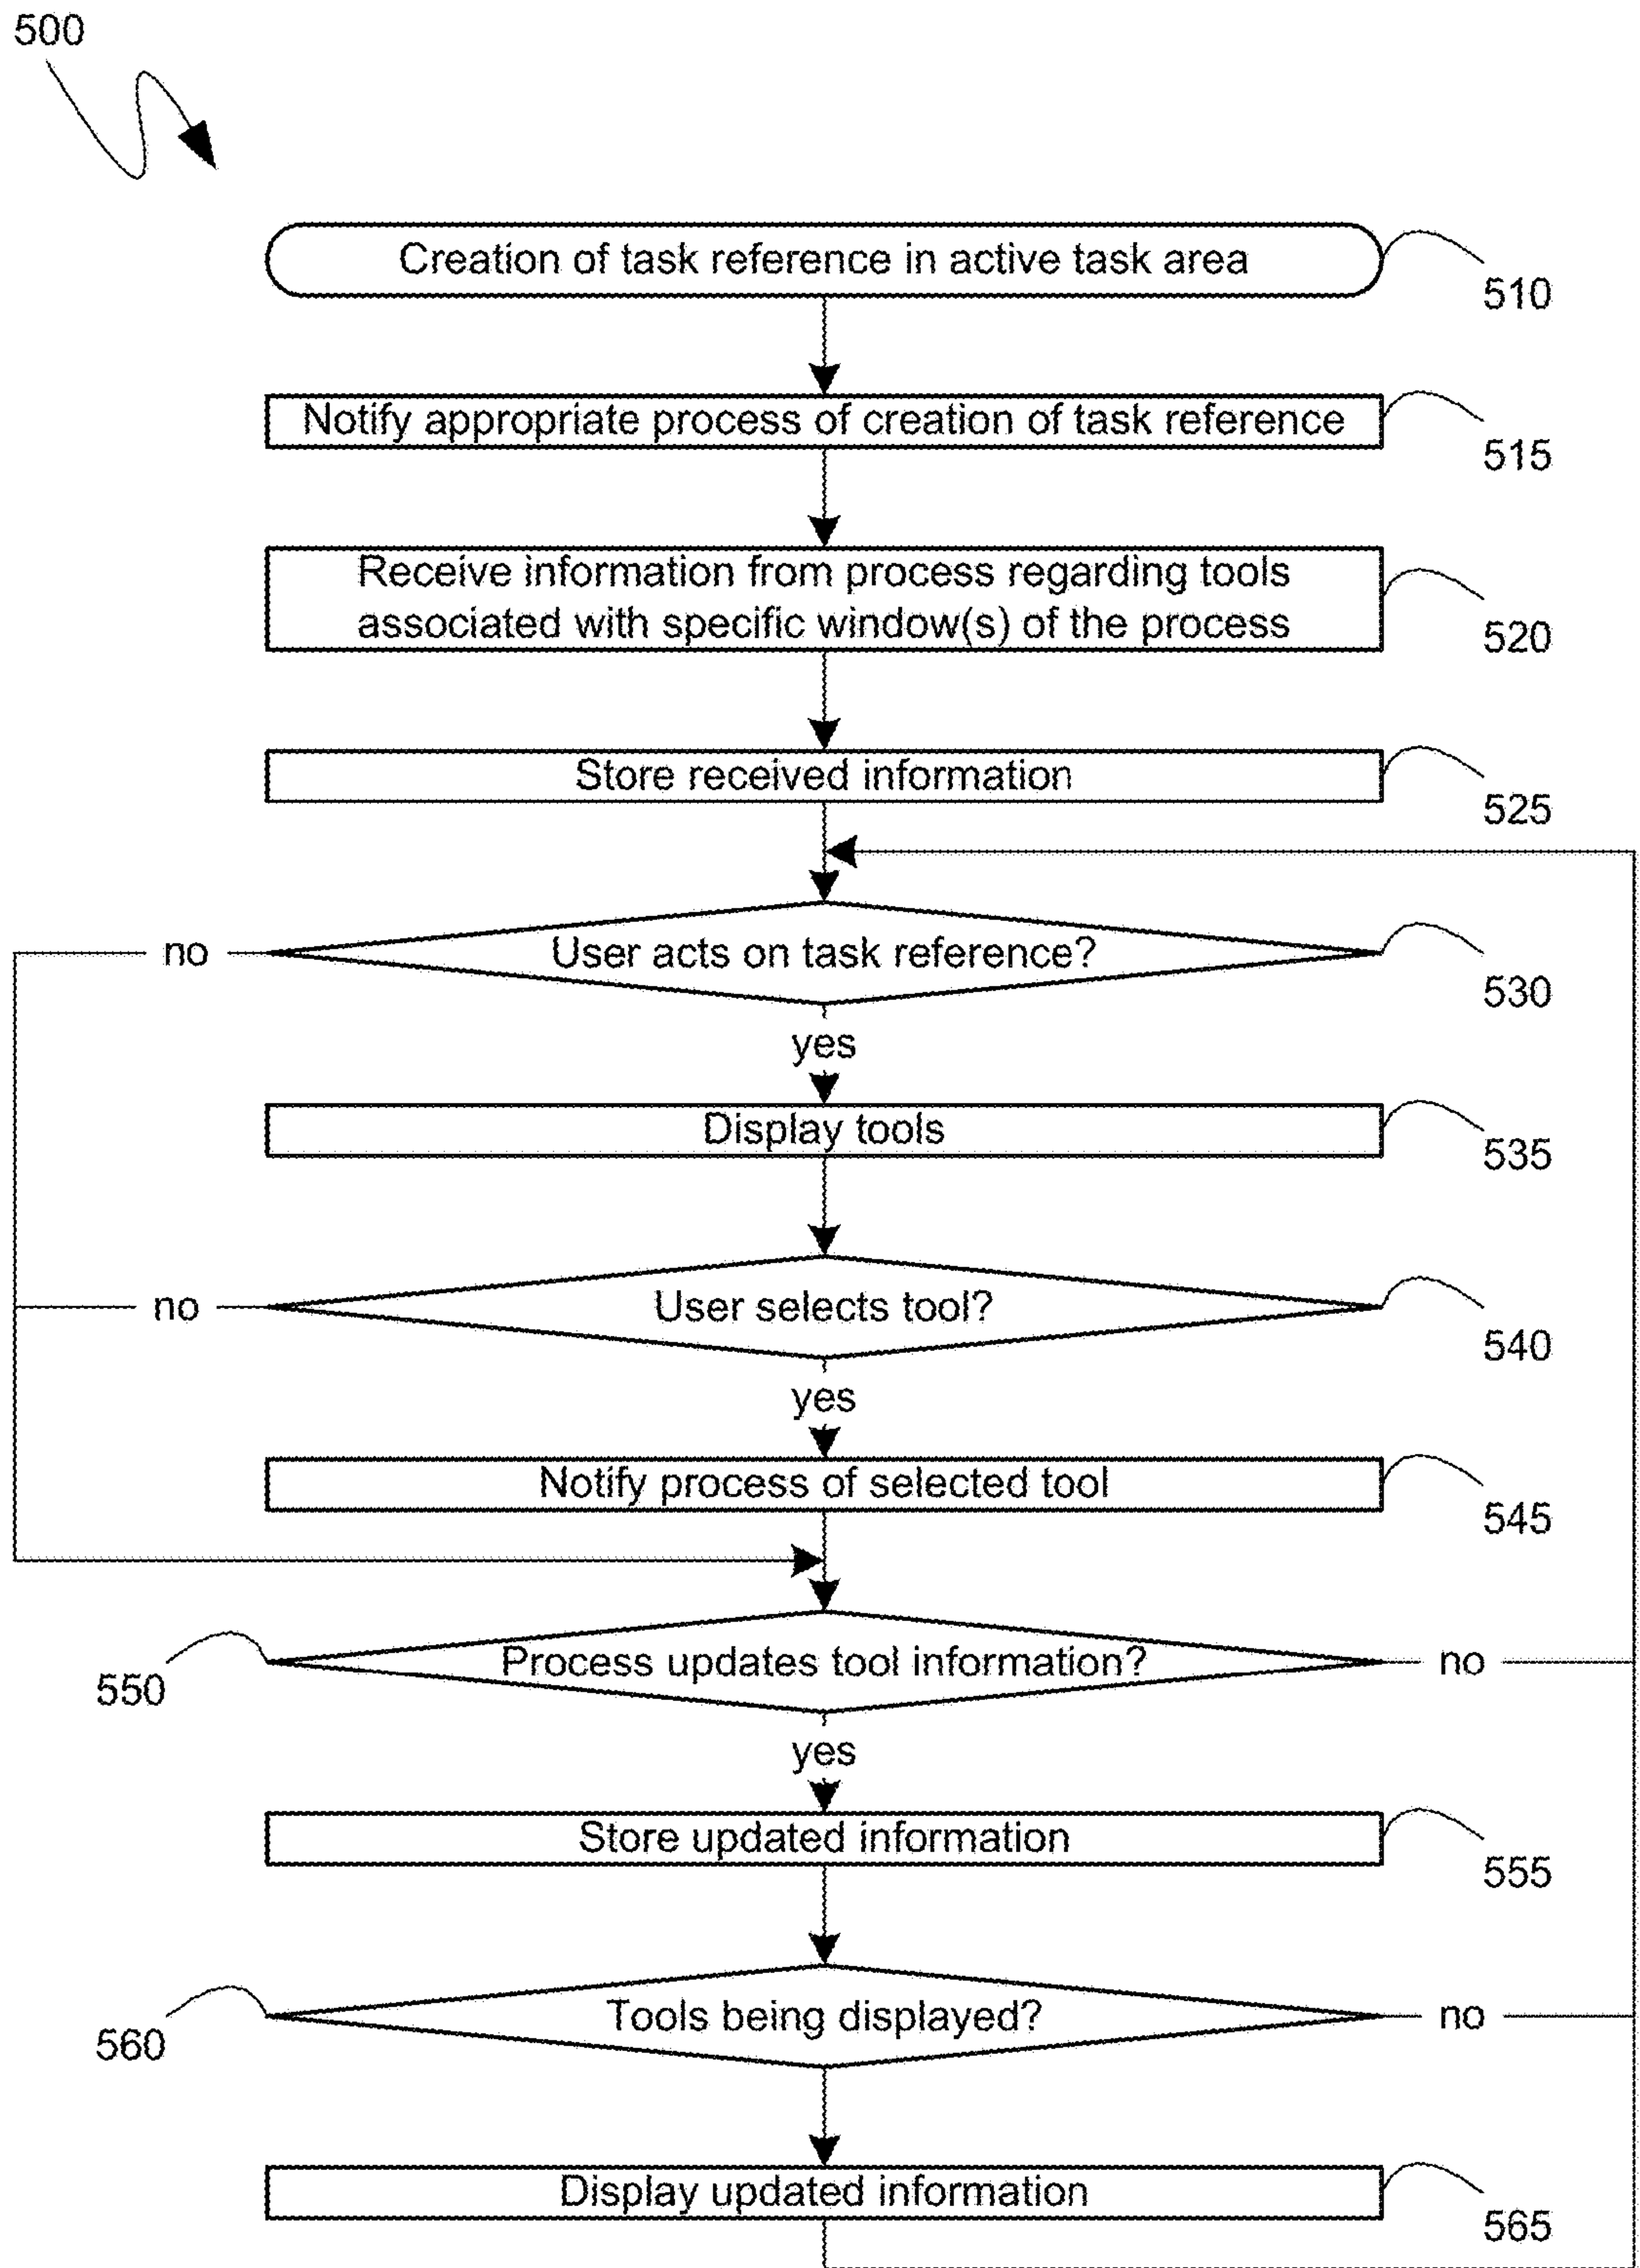 500
Creation of task reference in active task area
510
Notify appropriate process of creation of task reference
515
Receive information from process regarding tools
associated with specific window(s) of the process
520
Store received information
525
no
User acts on task reference?
530
yes
Display tools
535
no
User selects tool?
540
yes
Notify process of selected tool
545
Process updates tool information?
no
550
yes
Store updated information
555
Tools being displayed?
no
560
Display updated information
565